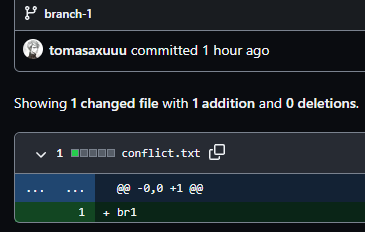 branch-1
tomasaxuuu committed 1 hour ago
Showing 1 changed file with 1 addition and 0 deletions.
1 conflict.txt
... ... @@ -0,0 +1 @@
1 + br1